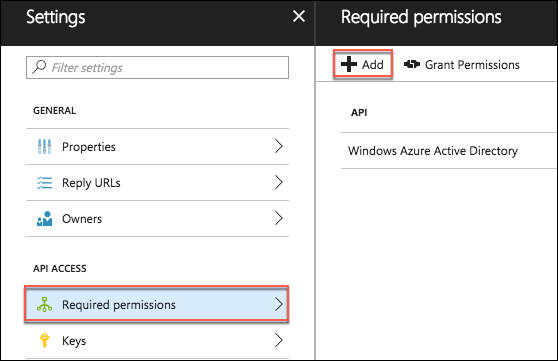 Settings
Filter settings
GENERAL
Properties
Reply URLs
Owners
API ACCESS
Required permissions
Keys
Required permissions
Add Grant Permissions
API
Windows Azure Active Directory